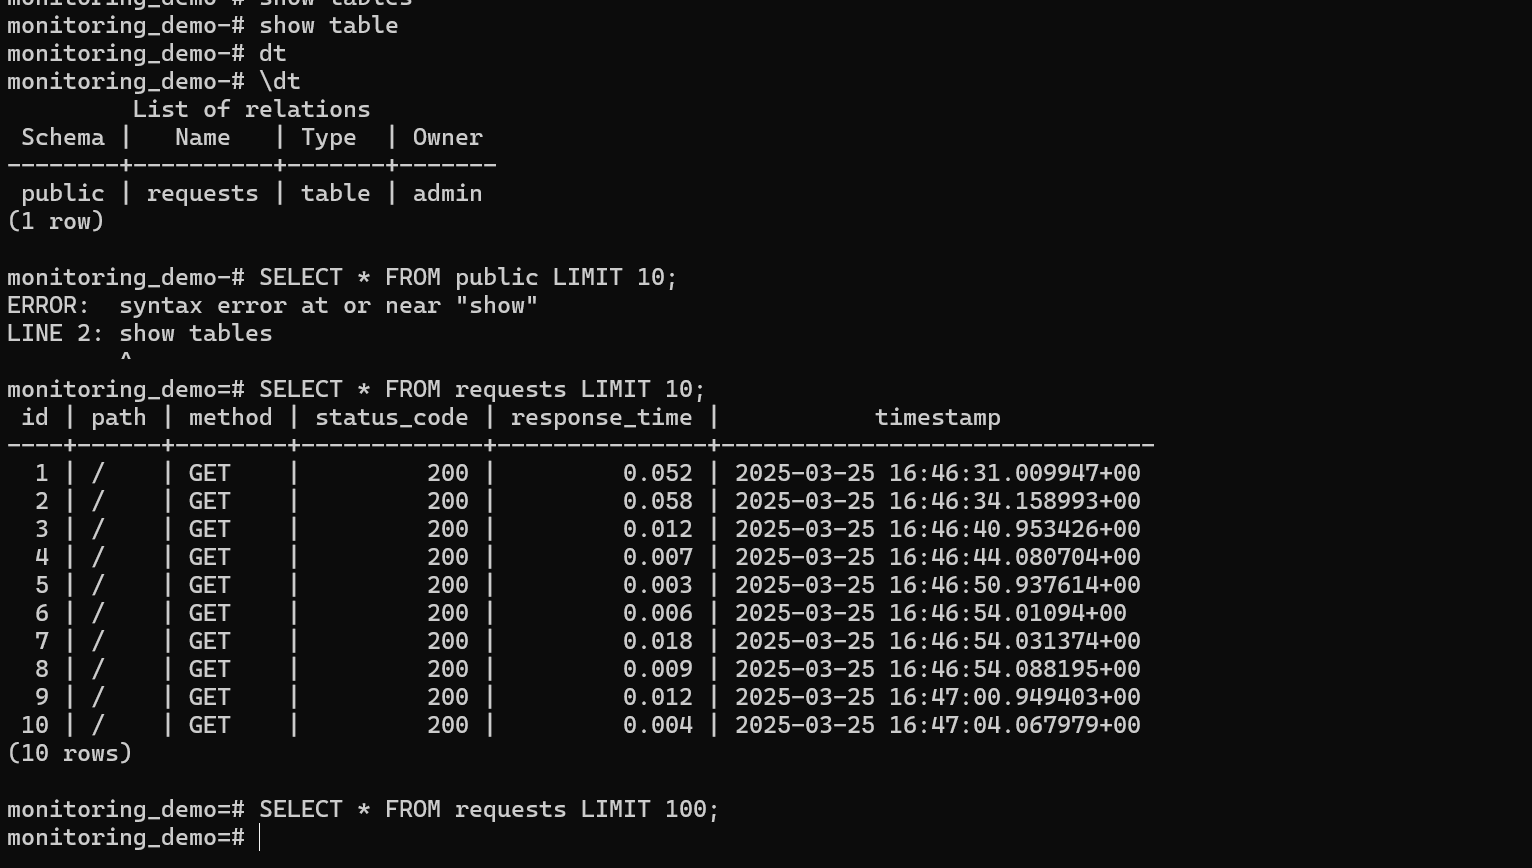 monitoring_demo-# show tables
monitoring_demo-# show table
monitoring_demo-# dt
monitoring_demo-# \dt
         List of relations
 Schema |   Name   | Type  | Owner
--------+----------+-------+-------
 public | requests | table | admin
(1 row)
monitoring_demo-# SELECT * FROM public LIMIT 10;
ERROR:  syntax error at or near "show"
LINE 2: show tables
        ^
monitoring_demo=# SELECT * FROM requests LIMIT 10;
 id | path | method | status_code | response_time |           timestamp
----+------+--------+-------------+---------------+-------------------------------
  1 | /    | GET    |         200 |         0.052 | 2025-03-25 16:46:31.009947+00
  2 | /    | GET    |         200 |         0.058 | 2025-03-25 16:46:34.158993+00
  3 | /    | GET    |         200 |         0.012 | 2025-03-25 16:46:40.953426+00
  4 | /    | GET    |         200 |         0.007 | 2025-03-25 16:46:44.080704+00
  5 | /    | GET    |         200 |         0.003 | 2025-03-25 16:46:50.937614+00
  6 | /    | GET    |         200 |         0.006 | 2025-03-25 16:46:54.01094+00
  7 | /    | GET    |         200 |         0.018 | 2025-03-25 16:46:54.031374+00
  8 | /    | GET    |         200 |         0.009 | 2025-03-25 16:46:54.088195+00
  9 | /    | GET    |         200 |         0.012 | 2025-03-25 16:47:00.949403+00
 10 | /    | GET    |         200 |         0.004 | 2025-03-25 16:47:04.067979+00
(10 rows)
monitoring_demo=# SELECT * FROM requests LIMIT 100;
monitoring_demo=#